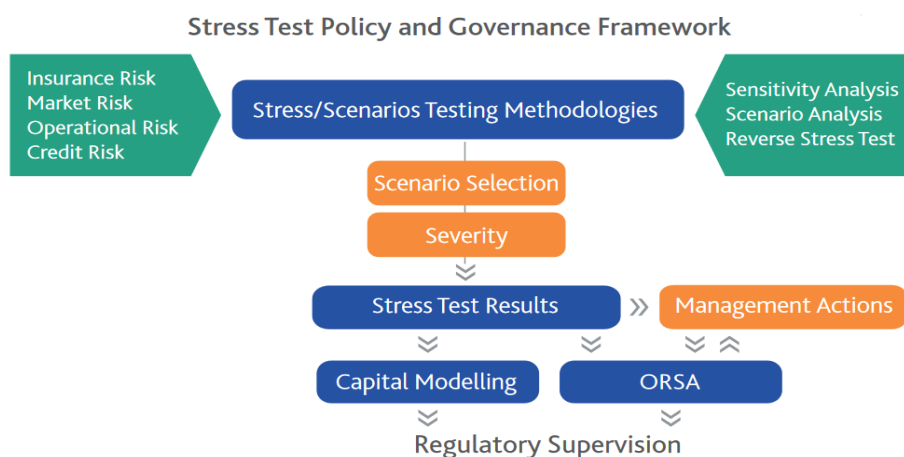 Stress Test Policy and Governance Framework
Insurance Risk
Market Risk
Operational Risk
Credit Risk
Stress/Scenarios Testing Methodologies
Sensitivity Analysis
Scenario Analysis
Reverse Stress Test
Scenario Selection
Severity
Stress Test Results
Management Actions
Capital Modelling
ORSA
Regulatory Supervision